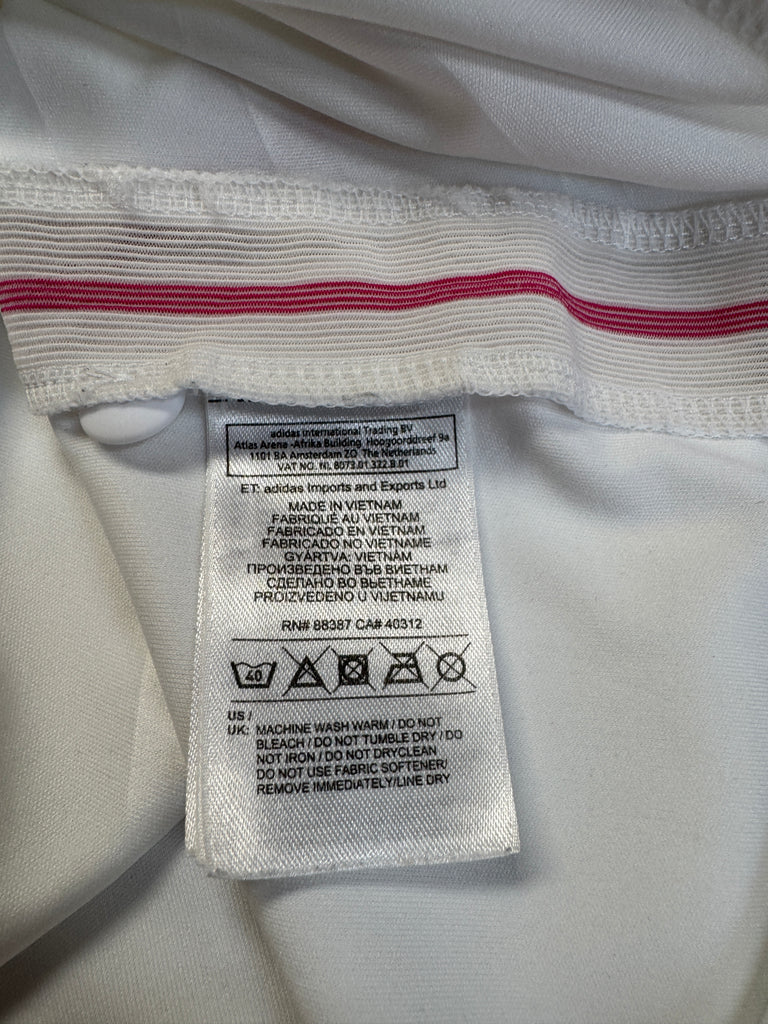 adidas International Trading BV
Atlas Arena -Afrika Building Hoogoorddreef 9a
1101 BA Amsterdam ZO The Netherlands
VAT NO. NL 8073.01.322.B.01
ET: adidas Imports and Exports Ltd
MADE IN VIETNAM
FABRIQUÉ AU VIETNAM
FABRICADO EN VIETNAM
FABRICADO NO VIETNAME
GYÁRTVA: VIETNÁM
ПРОИЗВЕДЕНО ВЪВ ВИЕТНАМ
СДЕЛАНО ВО ВЬЕТНАМЕ
PROIZVEDENO U VIJETNAMU
RN# 88387 CA# 40312
40
US /
UK: MACHINE WASH WARM / DO NOT
BLEACH / DO NOT TUMBLE DRY / DO
NOT IRON / DO NOT DRYCLEAN
DO NOT USE FABRIC SOFTENER/
REMOVE IMMEDIATELY/LINE DRY